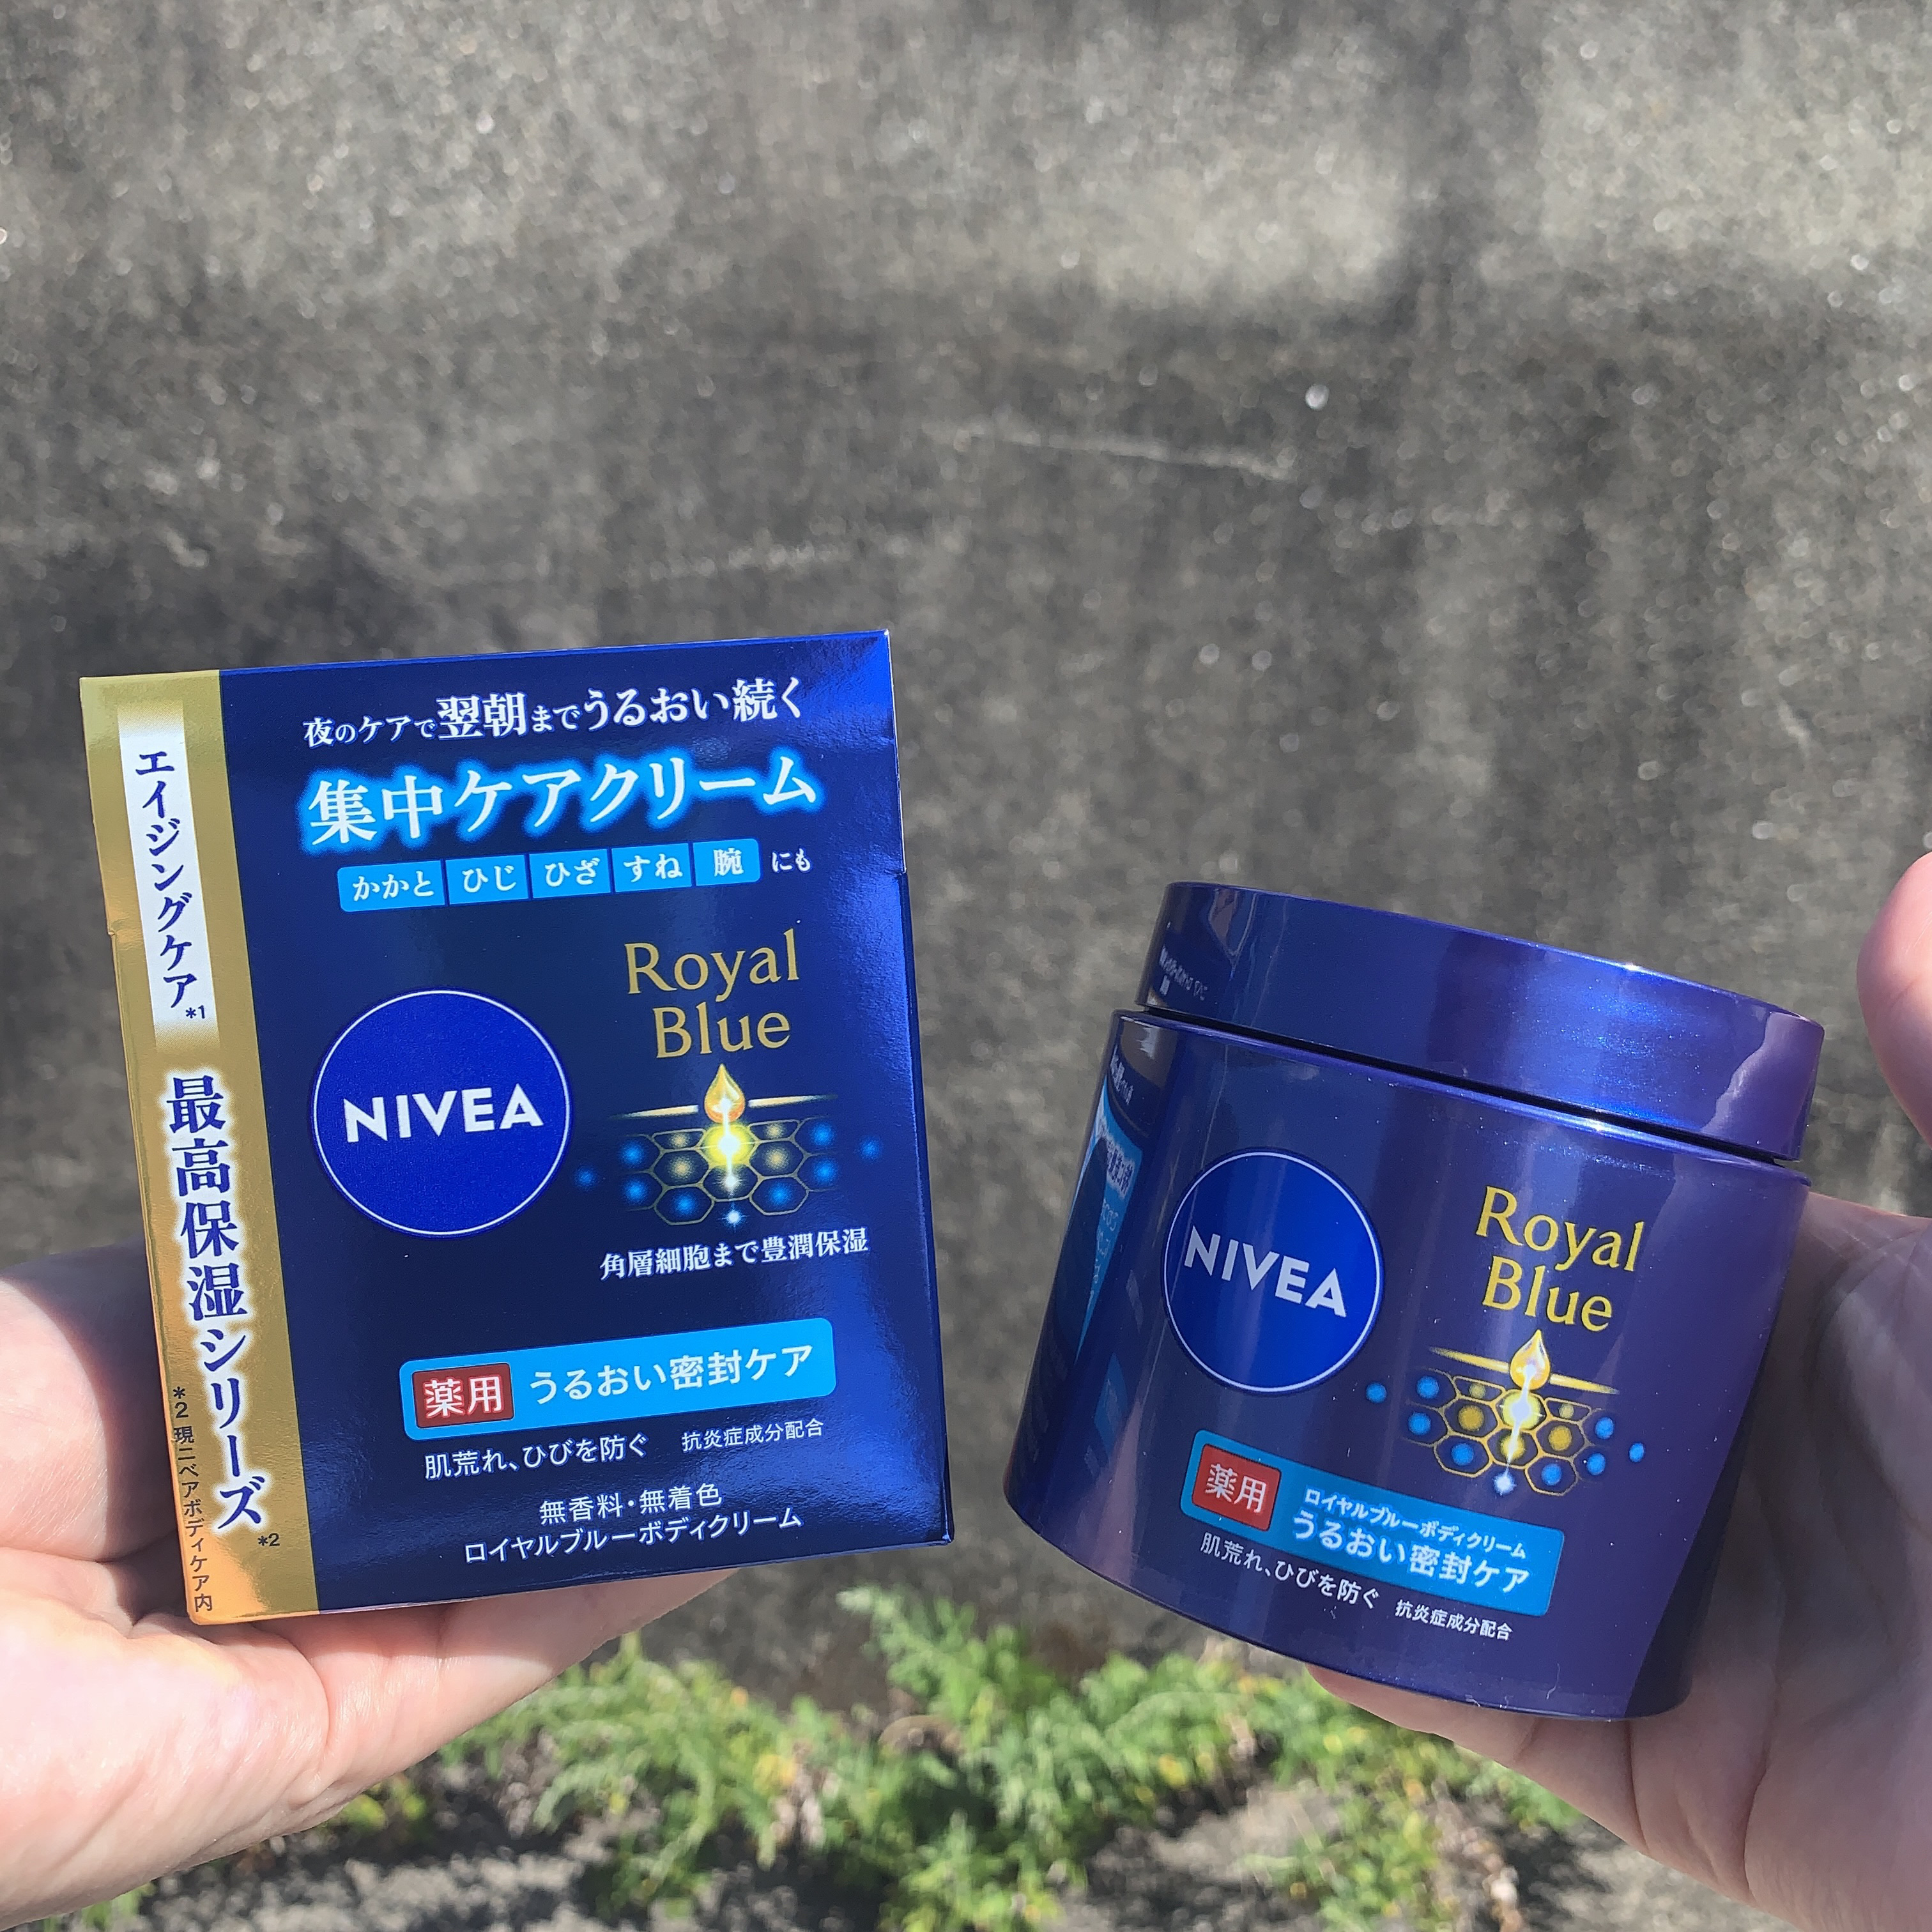 エイジングケア*1
最高保湿シリーズ*2
*2 現ニベアボディケア内
夜のケアで翌朝までうるおい続く
集中ケアクリーム
かかと ひじ ひざ すね 腕 にも
Royal
Blue
NIVEA
角層細胞まで豊潤保湿
薬用 うるおい密封ケア
肌荒れ、ひびを防ぐ 抗炎症成分配合
無香料・無着色
ロイヤルブルーボディクリーム
NIVEA
Royal
Blue
薬用
ロイヤルブルーボディクリーム
うるおい密封ケア
肌荒れ、ひびを防ぐ 抗炎症成分配合